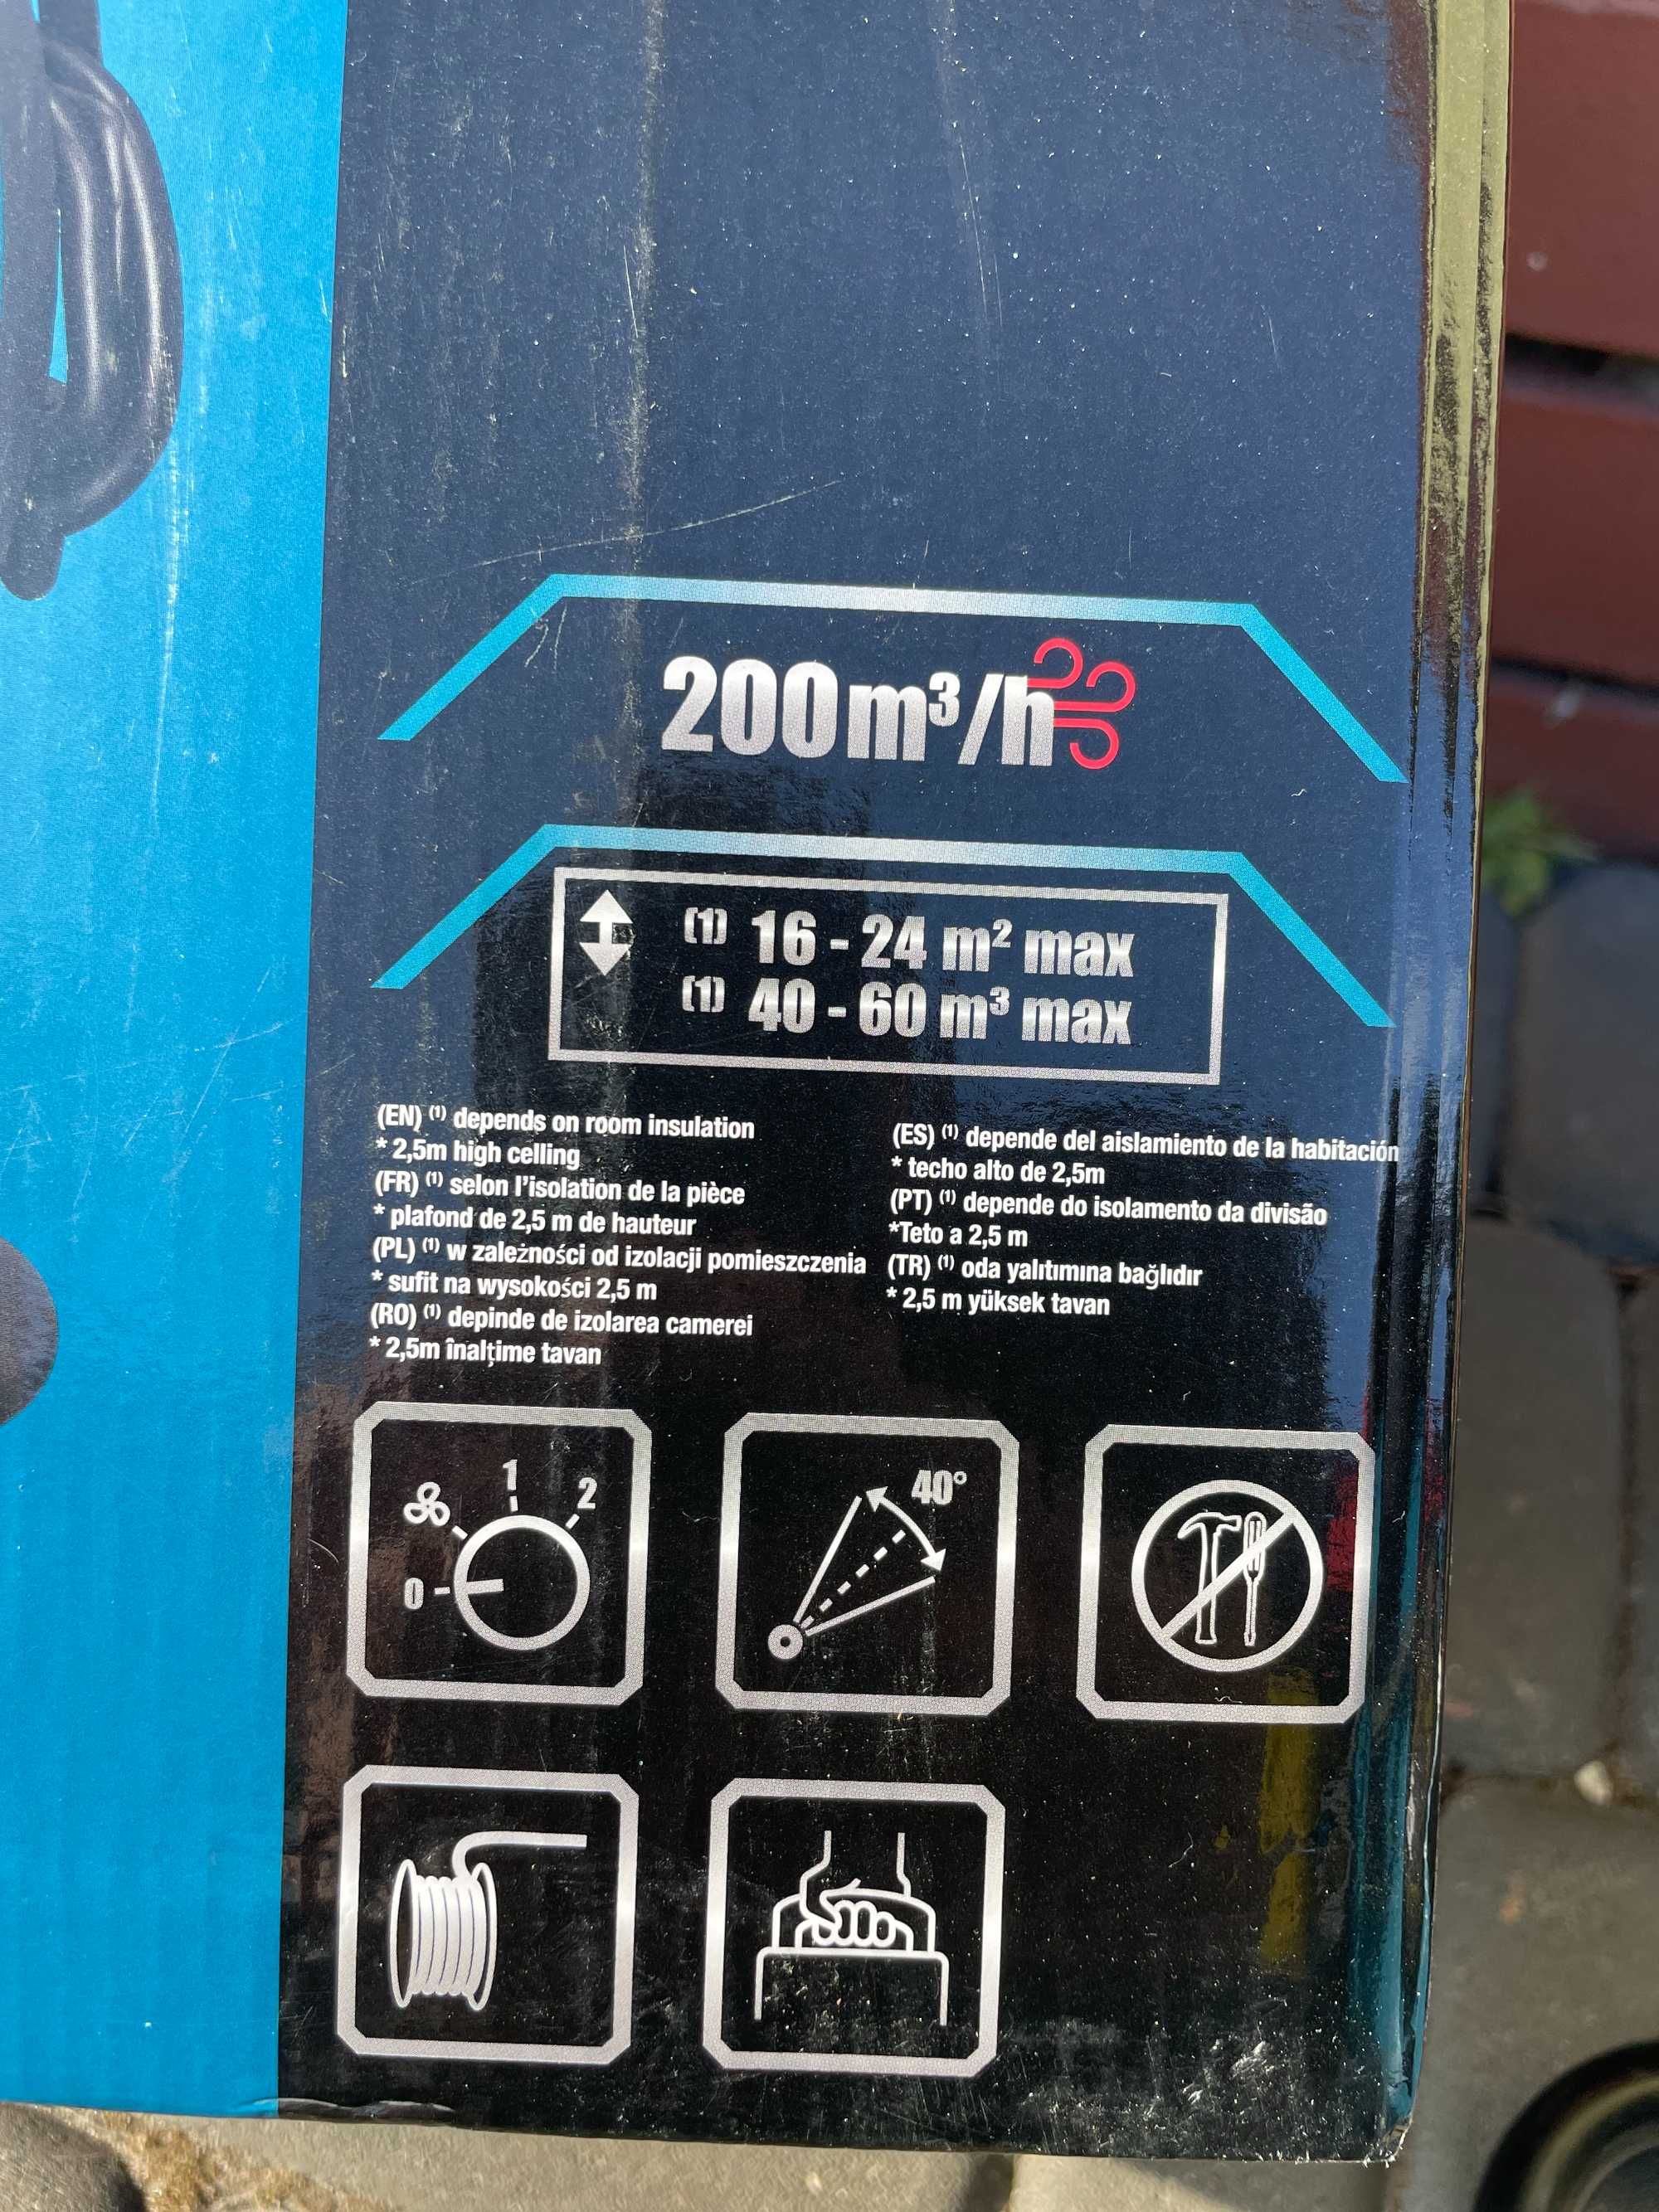 200 m³/h
(1) 16 - 24 m² max
(1) 40 - 60 m³ max
(EN) (1) depends on room insulation
* 2,5m high celling
(FR) (1) selon l'isolation de la pièce
* plafond de 2,5 m de hauteur
(PL) (1) w zależności od izolacji pomieszczenia
* sufit na wysokości 2,5 m
(RO) (1) depinde de izolarea camerei
* 2,5m înalțime tavan
(ES) (1) depende del aislamiento de la habitación
* techo alto de 2,5m
(PT) (1) depende do isolamento da divisão
*Teto a 2,5 m
(TR) (1) oda yalıtımına bağlıdır
* 2,5 m yüksek tavan
0 1 2
40°